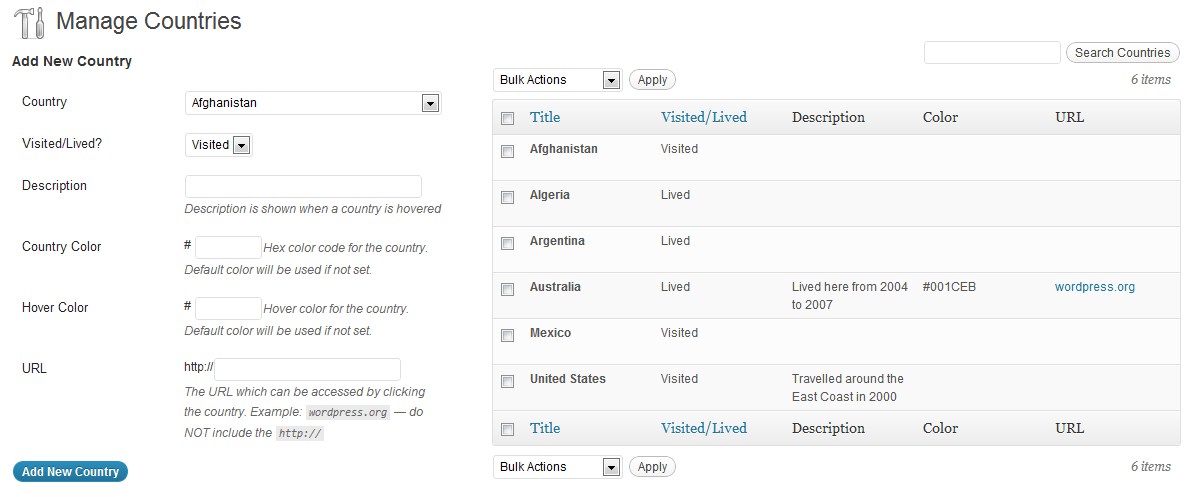 Manage Countries
Add New Country
Country
Afghanistan
Visited/Lived?
Visited
Description
Description is shown when a country is hovered
Country Color
# Hex color code for the country.
Default color will be used if not set.
Hover Color
# Hover color for the country.
Default color will be used if not set.
URL
http://
The URL which can be accessed by clicking
the country. Example: wordpress.org — do
NOT include the http://
Add New Country
Search Countries
Bulk Actions Apply 6 items
Title Visited/Lived Description Color URL
Afghanistan Visited
Algeria Lived
Argentina Lived
Australia Lived Lived here from 2004 #001CEB wordpress.org
to 2007
Mexico Visited
United States Visited Travelled around the
East Coast in 2000
Title Visited/Lived Description Color URL
Bulk Actions Apply 6 items